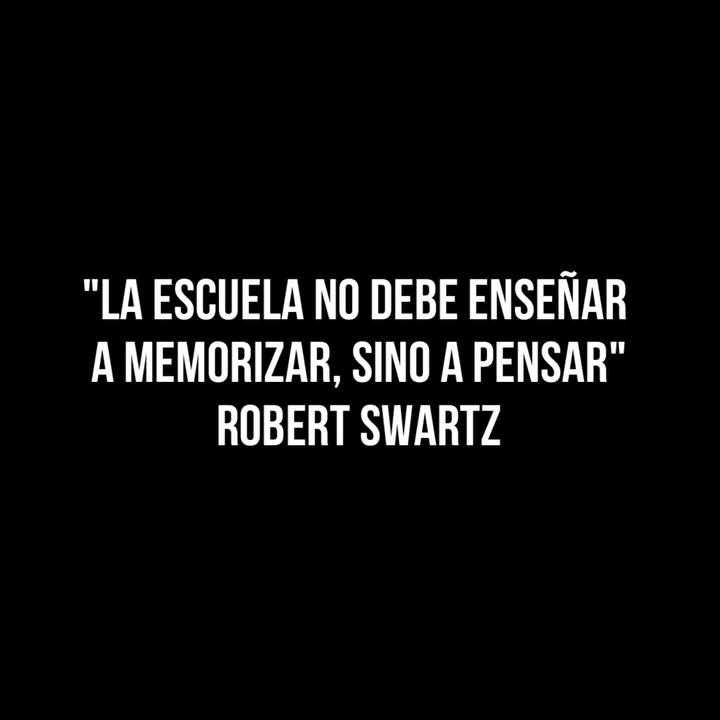 "LA ESCUELA NO DEBE ENSEÑAR
A MEMORIZAR, SINO A PENSAR"
ROBERT SWARTZ